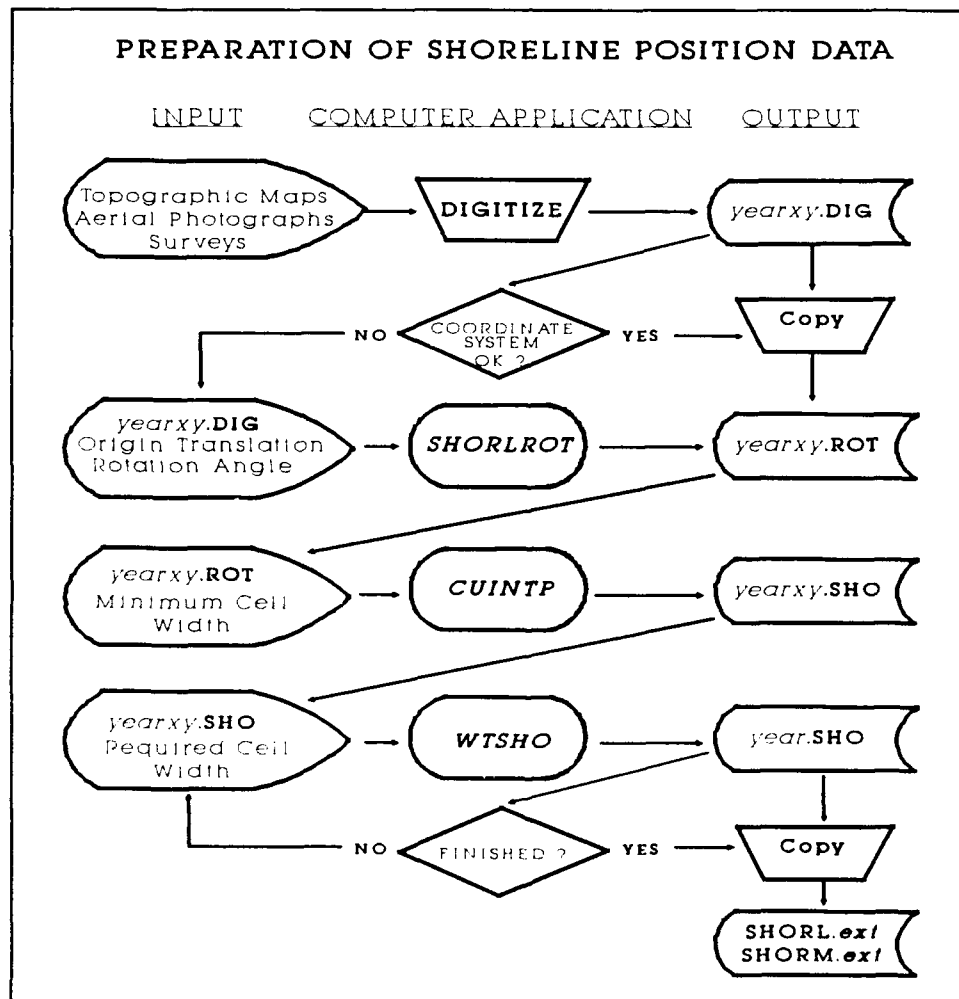 PREPARATION OF SHORELINE POSITION DATA
INPUT COMPUTER APPLICATION OUTPUT
Topographic Maps
Aerial Photographs
Surveys
DIGITIZE
yearxy.DIG
COORDINATE
SYSTEM
OK ?
NO
YES
Copy
yearxy.DIG
Origin Translation
Rotation Angle
SHORLROT
yearxy.ROT
yearxy.ROT
Minimum Cell
Width
CUINTP
yearxy.SHO
yearxy.SHO
Required Cell
Width
WTSHO
year.SHO
NO
FINISHED ?
YES
Copy
SHORL.ext
SHORM.ext